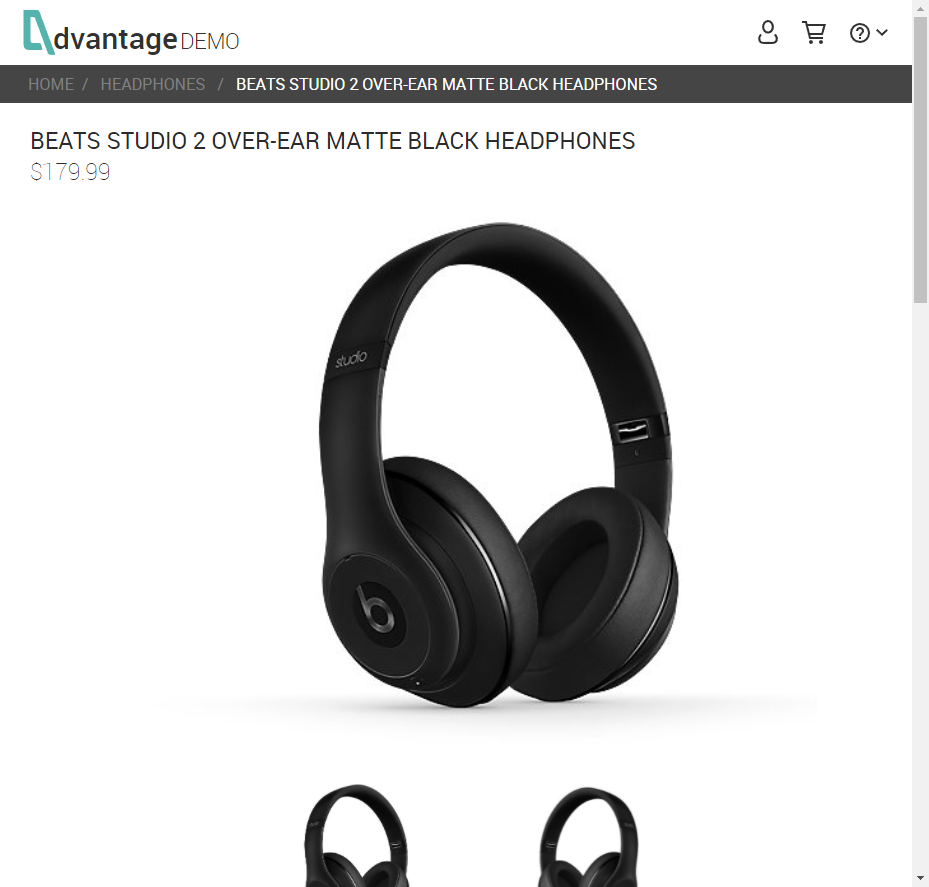 dvantage DEMO
HOME / HEADPHONES / BEATS STUDIO 2 OVER-EAR MATTE BLACK HEADPHONES
BEATS STUDIO 2 OVER-EAR MATTE BLACK HEADPHONES
$179.99
studio
b